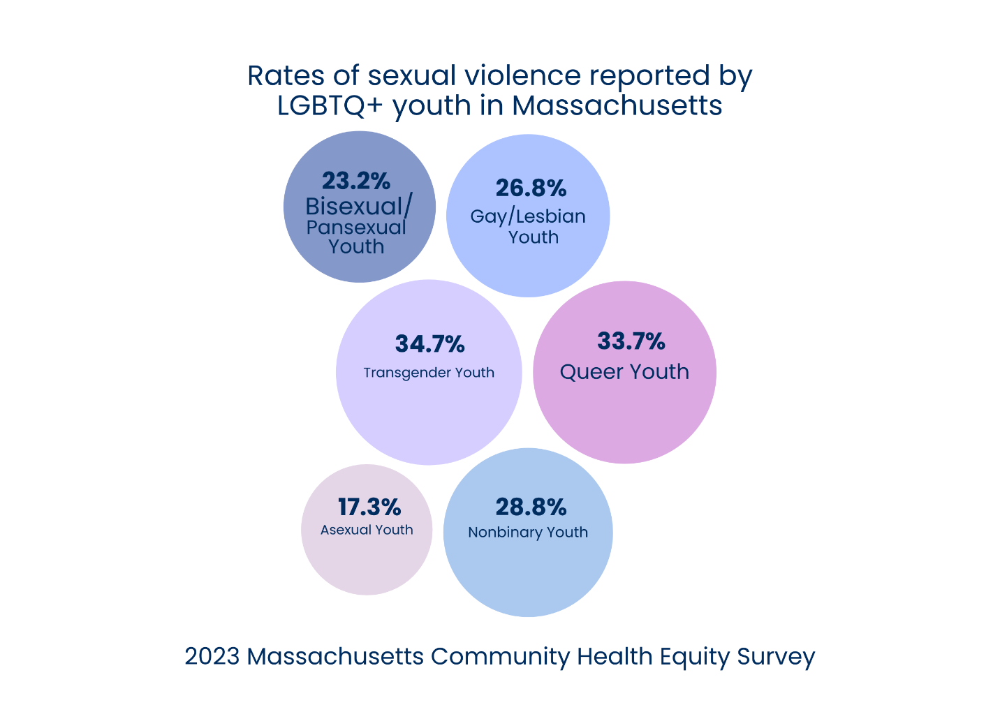 Rates of sexual violence reported by
LGBTQ+ youth in Massachusetts
23.2%
Bisexual/
Pansexual
Youth
26.8%
Gay/Lesbian
Youth
34.7%
Transgender Youth
33.7%
Queer Youth
17.3%
Asexual Youth
28.8%
Nonbinary Youth
2023 Massachusetts Community Health Equity Survey